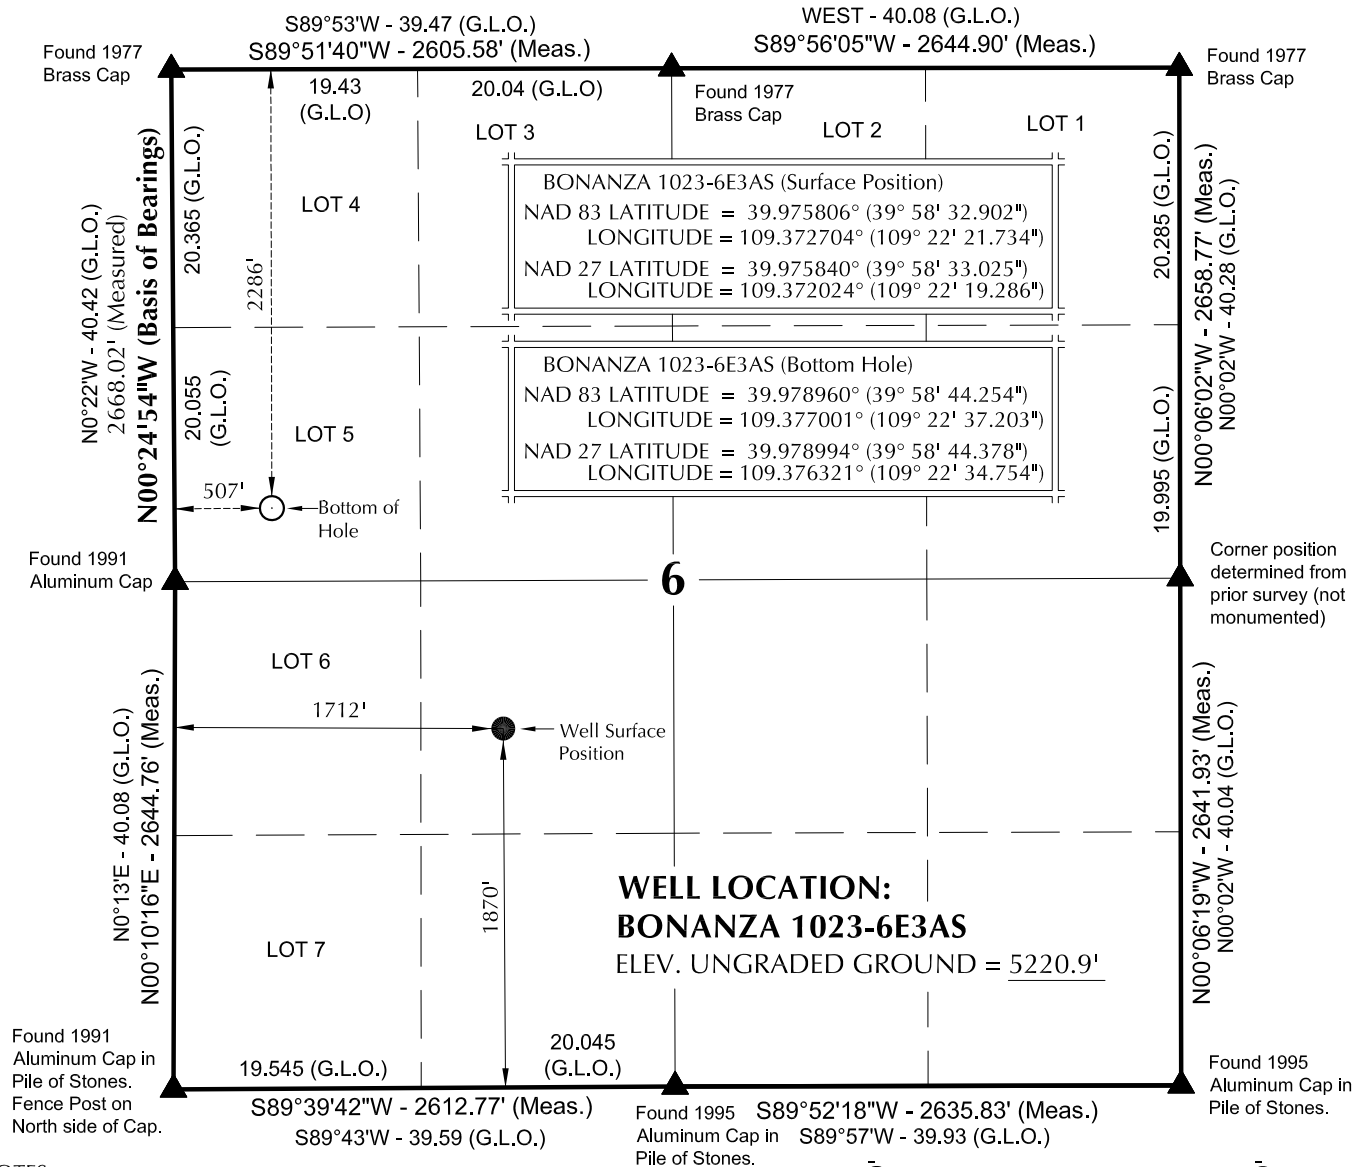 S89°53'W - 39.47 (G.L.O.)
S89°51'40"W - 2605.58' (Meas.)
WEST - 40.08 (G.L.O.)
S89°56'05"W - 2644.90' (Meas.)
Found 1977
Brass Cap
Found 1977
Brass Cap
Found 1977
Brass Cap
19.43
(G.L.O)
20.04 (G.L.O)
LOT 3
LOT 2
LOT 1
LOT 4
20.365 (G.L.O.)
2286'
N0°22'W - 40.42 (G.L.O.)
2668.02' (Measured)
N00°24'54"W (Basis of Bearings)
BONANZA 1023-6E3AS (Surface Position)
NAD 83 LATITUDE = 39.975806° (39° 58' 32.902")
LONGITUDE = 109.372704° (109° 22' 21.734")
NAD 27 LATITUDE = 39.975840° (39° 58' 33.025")
LONGITUDE = 109.372024° (109° 22' 19.286")
20.285 (G.L.O.)
N00°06'02"W - 2658.77' (Meas.)
N00°02'W - 40.28 (G.L.O.)
BONANZA 1023-6E3AS (Bottom Hole)
NAD 83 LATITUDE = 39.978960° (39° 58' 44.254")
LONGITUDE = 109.377001° (109° 22' 37.203")
NAD 27 LATITUDE = 39.978994° (39° 58' 44.378")
LONGITUDE = 109.376321° (109° 22' 34.754")
20.055
(G.L.O.)
LOT 5
19.995 (G.L.O.)
507'
Bottom of
Hole
Found 1991
Aluminum Cap
6
Corner position
determined from
prior survey (not
monumented)
LOT 6
1712'
Well Surface
Position
N0°13'E - 40.08 (G.L.O.)
N00°10'16"E - 2644.76' (Meas.)
1870'
N00°06'19"W - 2641.93' (Meas.)
N00°02'W - 40.04 (G.L.O.)
WELL LOCATION:
BONANZA 1023-6E3AS
ELEV. UNGRADED GROUND = 5220.9'
LOT 7
Found 1991
Aluminum Cap in
Pile of Stones.
Fence Post on
North side of Cap.
19.545 (G.L.O.)
20.045
(G.L.O.)
S89°39'42"W - 2612.77' (Meas.)
S89°43'W - 39.59 (G.L.O.)
Found 1995
Aluminum Cap in
Pile of Stones.
S89°52'18"W - 2635.83' (Meas.)
S89°57'W - 39.93 (G.L.O.)
Found 1995
Aluminum Cap in
Pile of Stones.